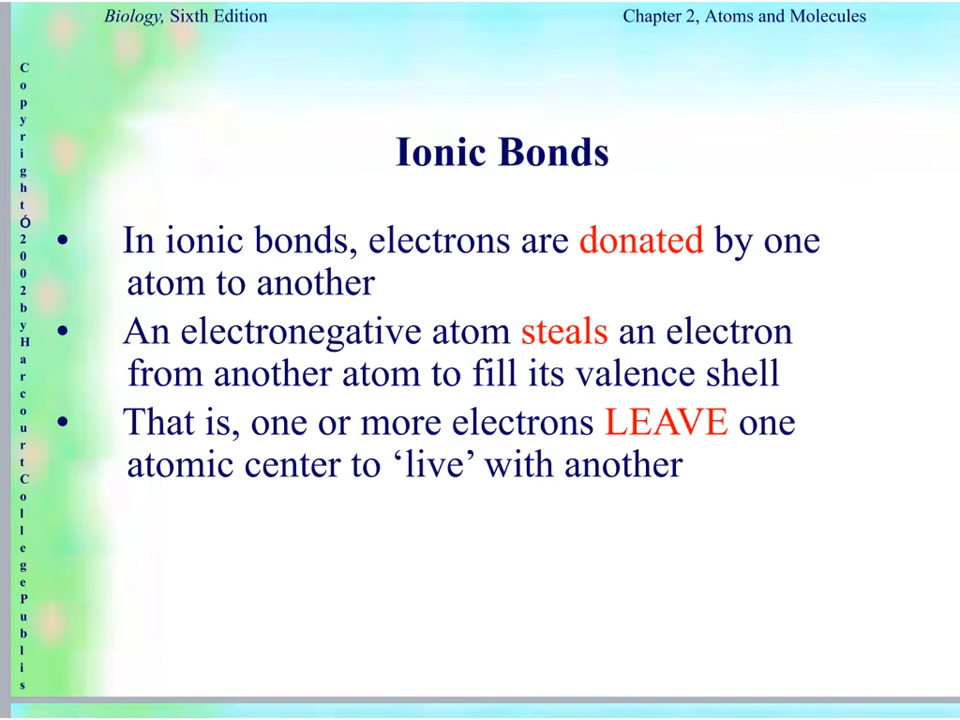 Biology, Sixth Edition
Chapter 2, Atoms and Molecules
Ionic Bonds
• In ionic bonds, electrons are donated by one
atom to another
• An electronegative atom steals an electron
from another atom to fill its valence shell
• That is, one or more electrons LEAVE one
atomic center to ‘live’ with another
CopyrightÓ2002byHarcourtCollegePublis